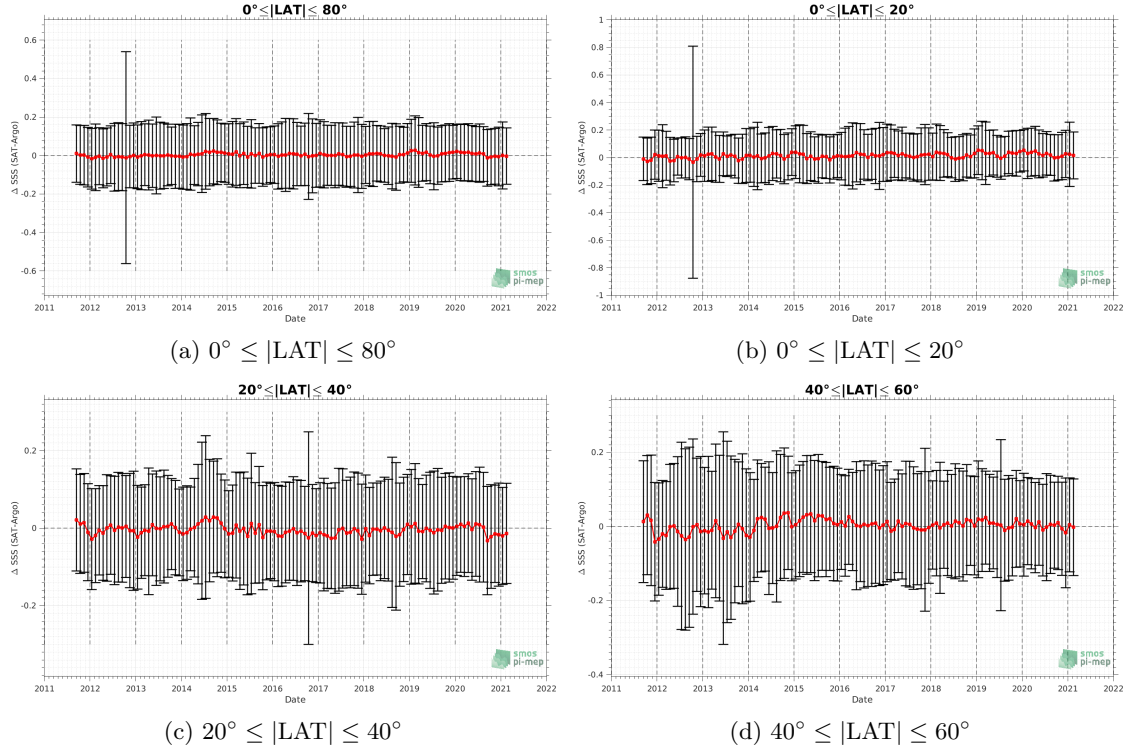 0°≤|LAT|≤ 80°
0.6
0.4
0.2
0
-0.2
-0.4
-0.6
Δ SSS (SAT-Argo)
2011 2012 2013 2014 2015 2016 2017 2018 2019 2020 2021 2022
Date
smos
pi-mep
(a) 0° ≤ |LAT| ≤ 80°
0°≤|LAT|≤ 20°
1
0.8
0.6
0.4
0.2
0
-0.2
-0.4
-0.6
-0.8
-1
Δ SSS (SAT-Argo)
2011 2012 2013 2014 2015 2016 2017 2018 2019 2020 2021 2022
Date
smos
pi-mep
(b) 0° ≤ |LAT| ≤ 20°
20°≤|LAT|≤ 40°
0.2
0
-0.2
Δ SSS (SAT-Argo)
2011 2012 2013 2014 2015 2016 2017 2018 2019 2020 2021 2022
Date
smos
pi-mep
(c) 20° ≤ |LAT| ≤ 40°
40°≤|LAT|≤ 60°
0.2
0
-0.2
-0.4
Δ SSS (SAT-Argo)
2011 2012 2013 2014 2015 2016 2017 2018 2019 2020 2021 2022
Date
smos
pi-mep
(d) 40° ≤ |LAT| ≤ 60°